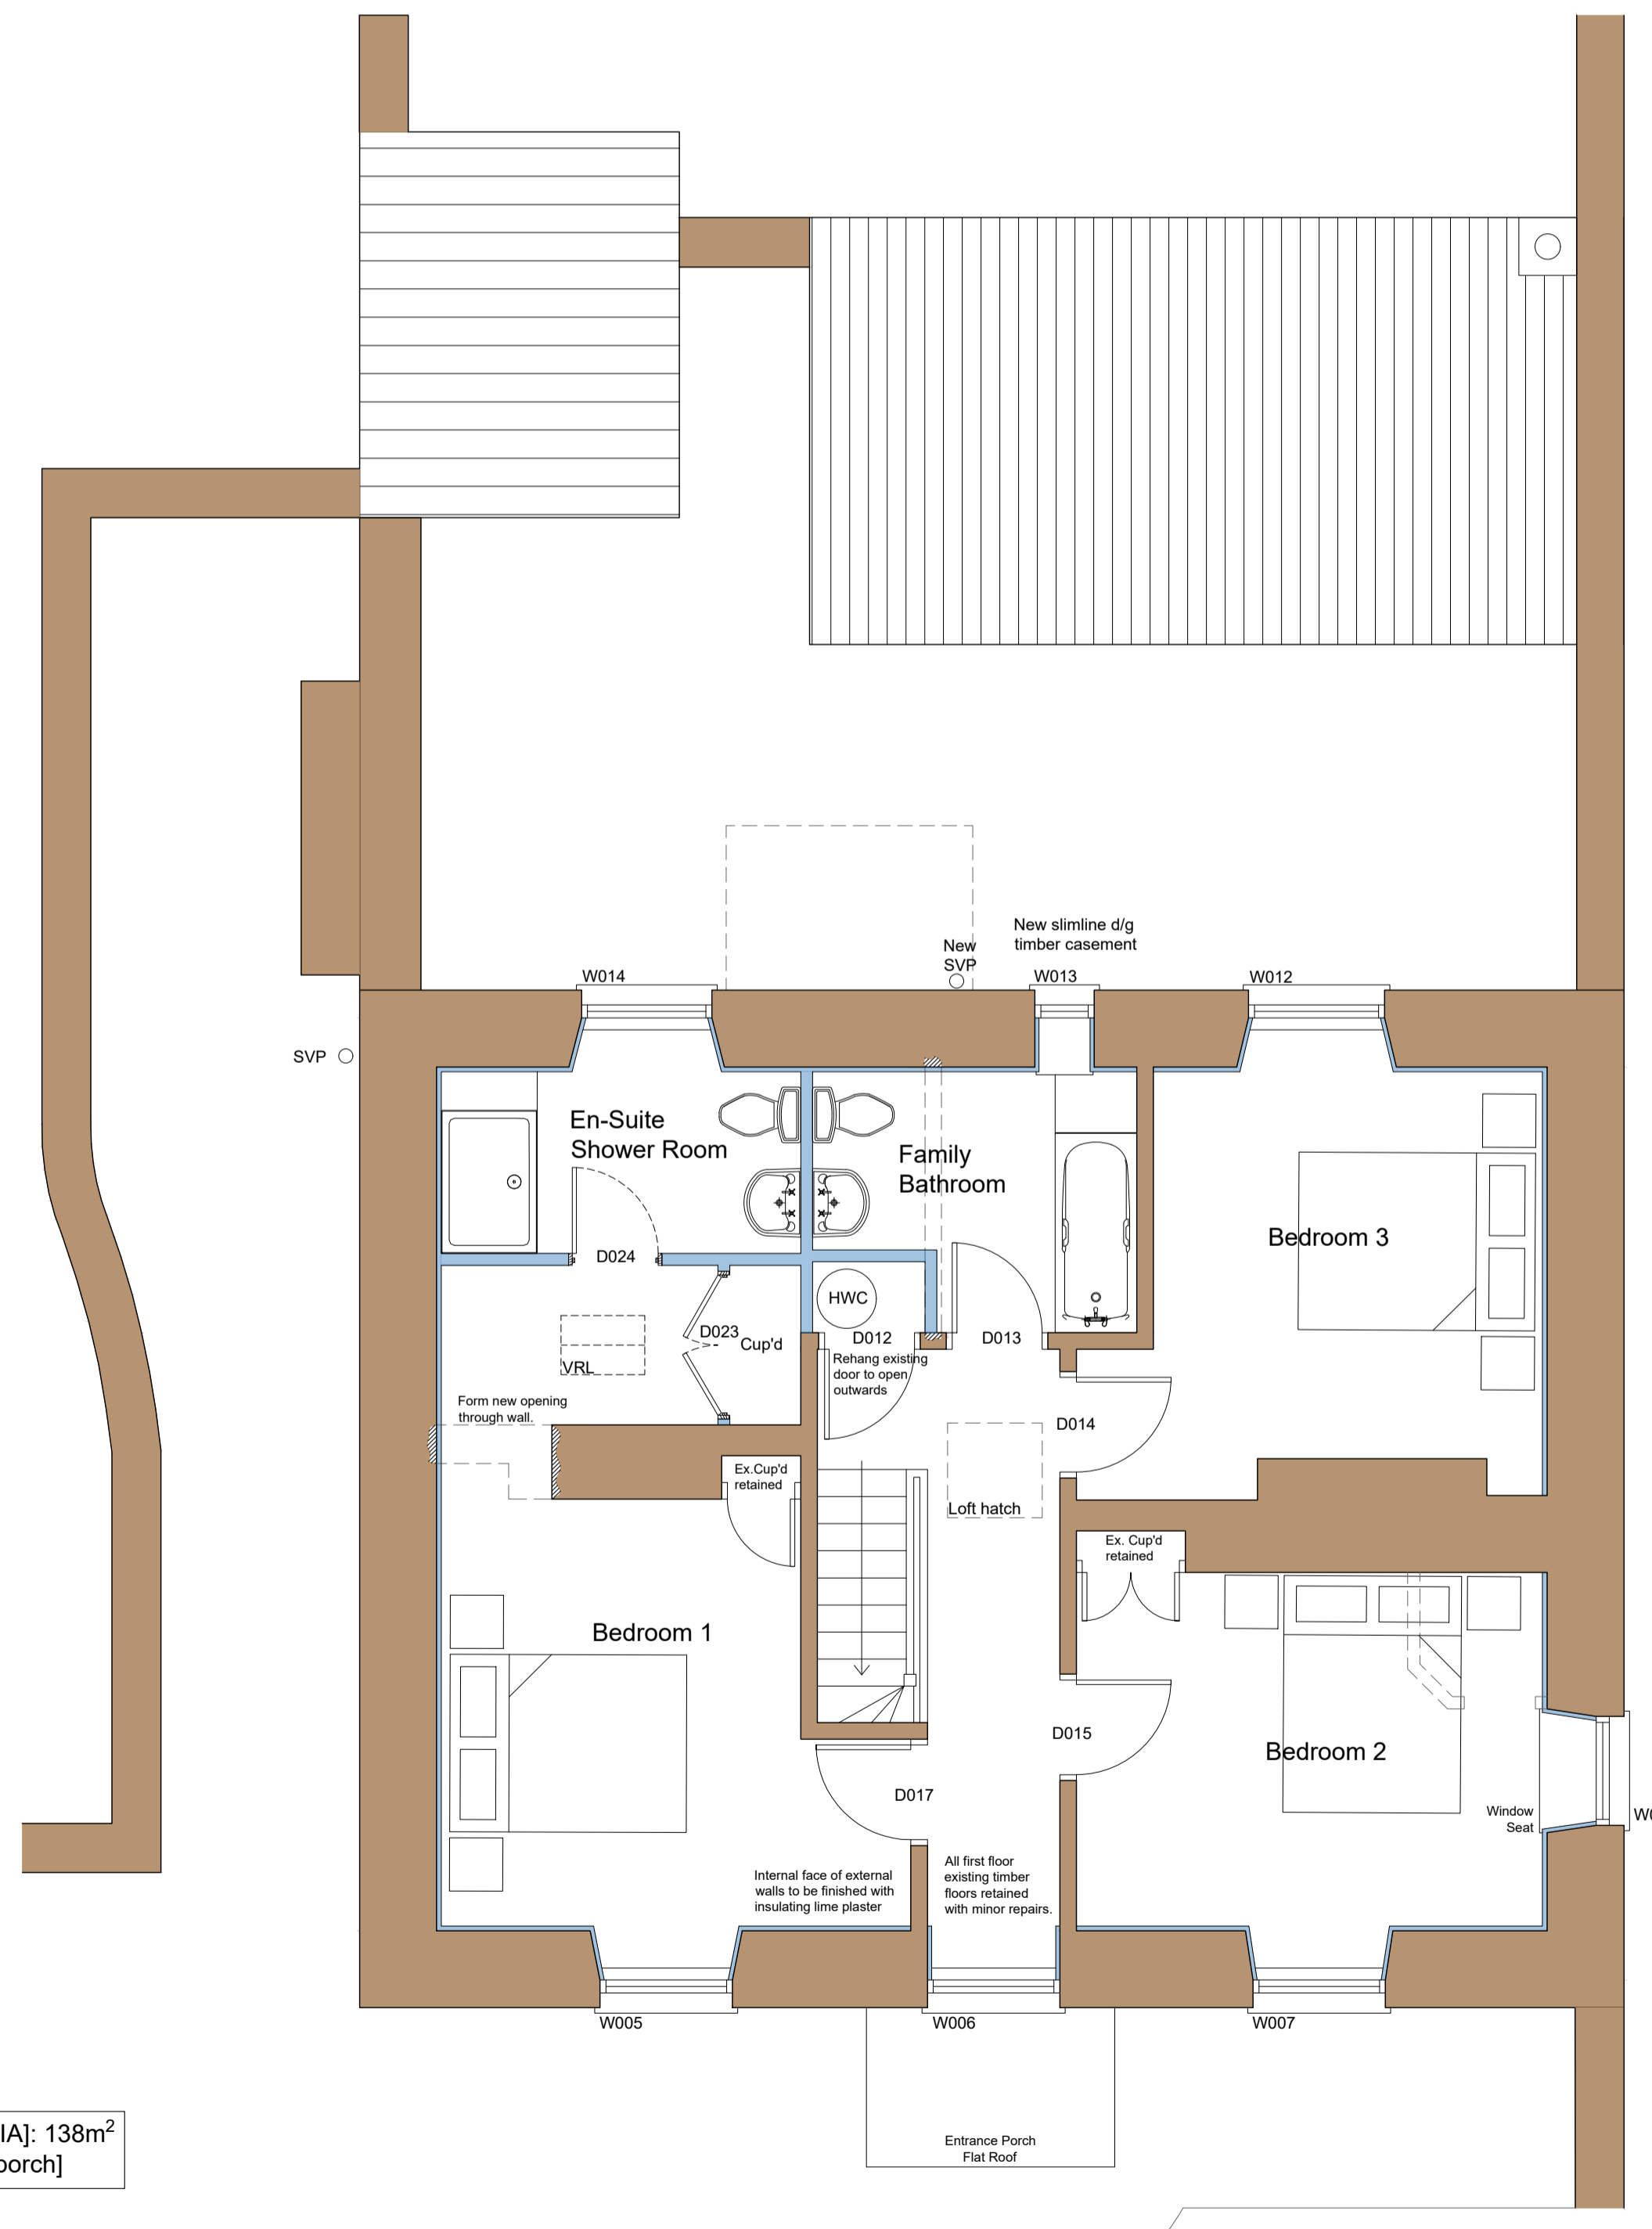 New slimline d/g
timber casement
New
SVP
W014
W013
W012
SVP
En-Suite
Shower Room
Family
Bathroom
Bedroom 3
D024
HWC
D023
Cup'd
D012
D013
VRL
Rehang existing
door to open
outwards
Form new opening
through wall.
D014
Ex.Cup'd
retained
Loft hatch
Ex. Cup'd
retained
Bedroom 1
D015
Bedroom 2
D017
Window
Seat
Internal face of external
walls to be finished with
insulating lime plaster
All first floor
existing timber
floors retained
with minor repairs.
W005
W006
W007
IA]: 138m²
porch]
Entrance Porch
Flat Roof